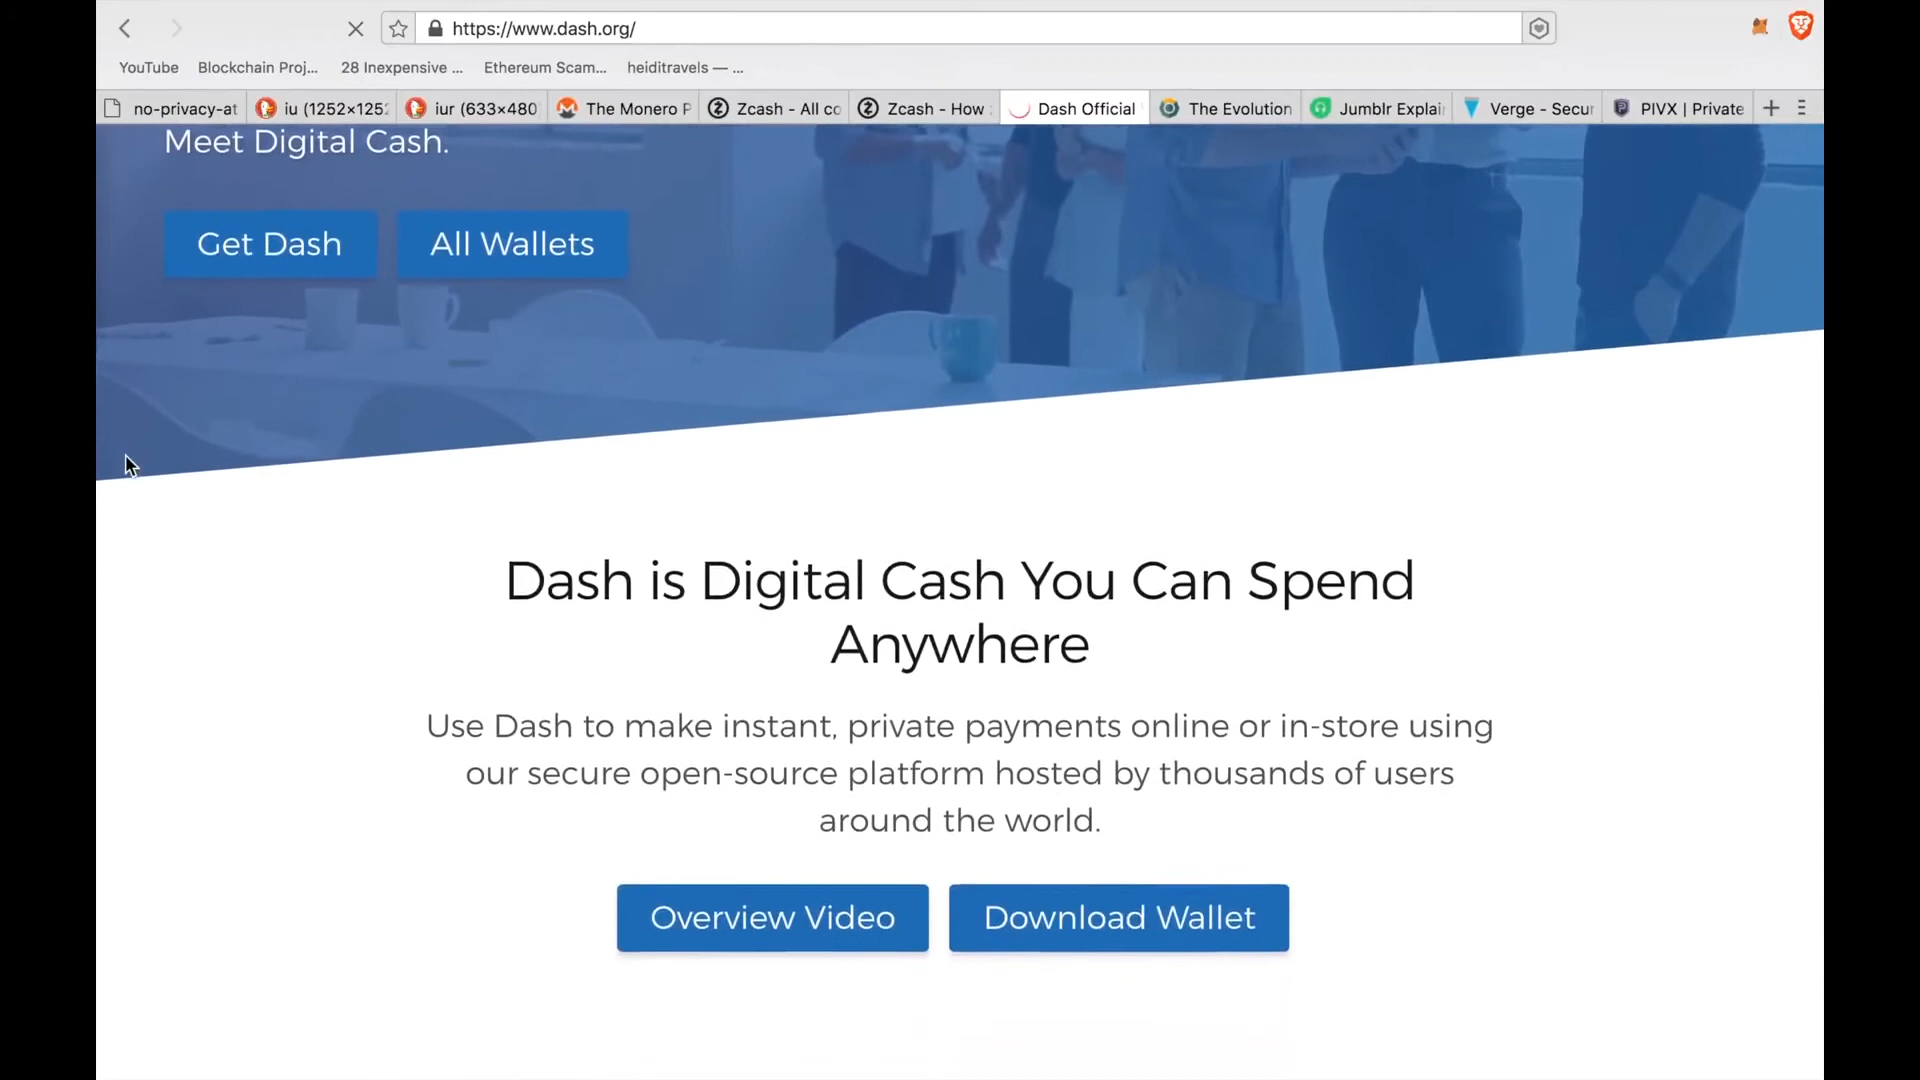 https://www.dash.org/
YouTube Blockchain Proj... 28 Inexpensive ... Ethereum Scam... heiditravels — ...
no-privacy-at iu (1252×125 iur (633×480 The Monero P Zcash - All co Zcash - How Dash Official The Evolution Jumblr Explai Verge - Secur PIVX | Private
Meet Digital Cash.
Get Dash All Wallets
Dash is Digital Cash You Can Spend
Anywhere
Use Dash to make instant, private payments online or in-store using
our secure open-source platform hosted by thousands of users
around the world.
Overview Video Download Wallet